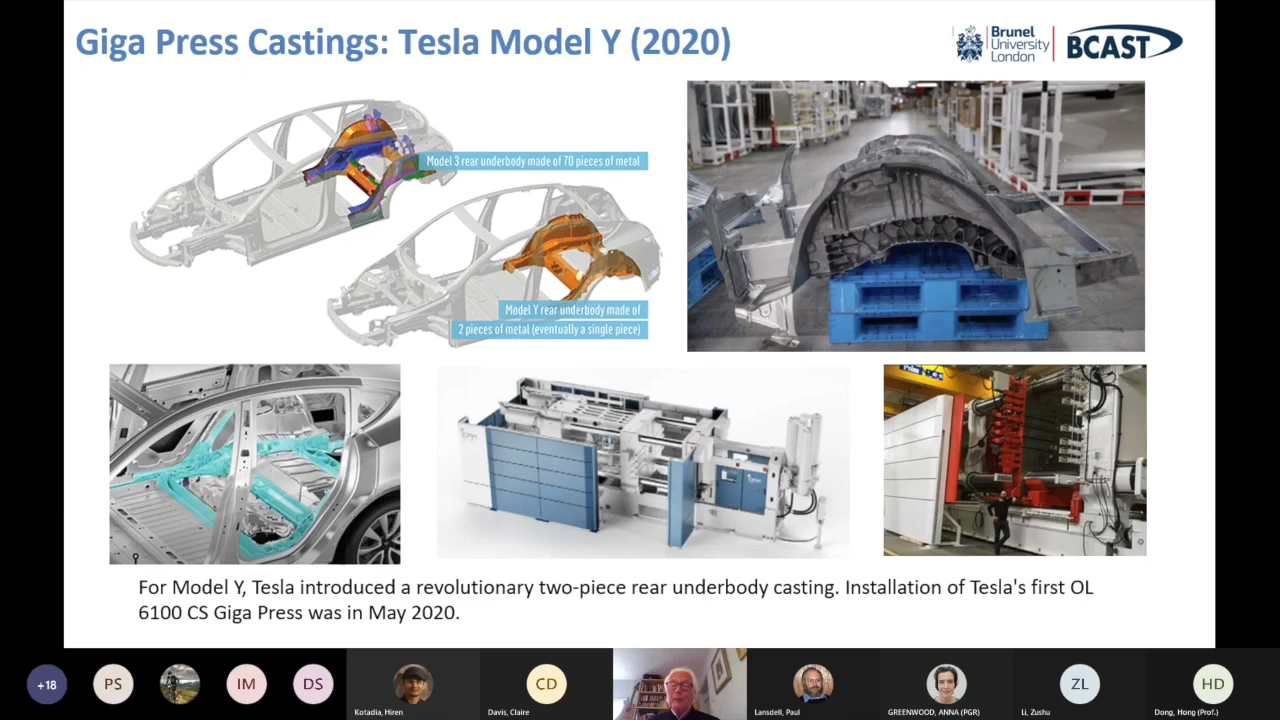 Giga Press Castings: Tesla Model Y (2020)
Brunel
University
London
BCAST
Model 3 rear underbody made of 70 pieces of metal
Model Y rear underbody made of
2 pieces of metal (eventually a single piece)
For Model Y, Tesla introduced a revolutionary two-piece rear underbody casting. Installation of Tesla's first OL
6100 CS Giga Press was in May 2020.
+18
PS
IM
DS
CD
ZL
HD
Kotadia, Hiren
Davis, Claire
Lansdell, Paul
GREENWOOD, ANNA (PGR)
Li, Zushu
Dong, Hong (Prof.)